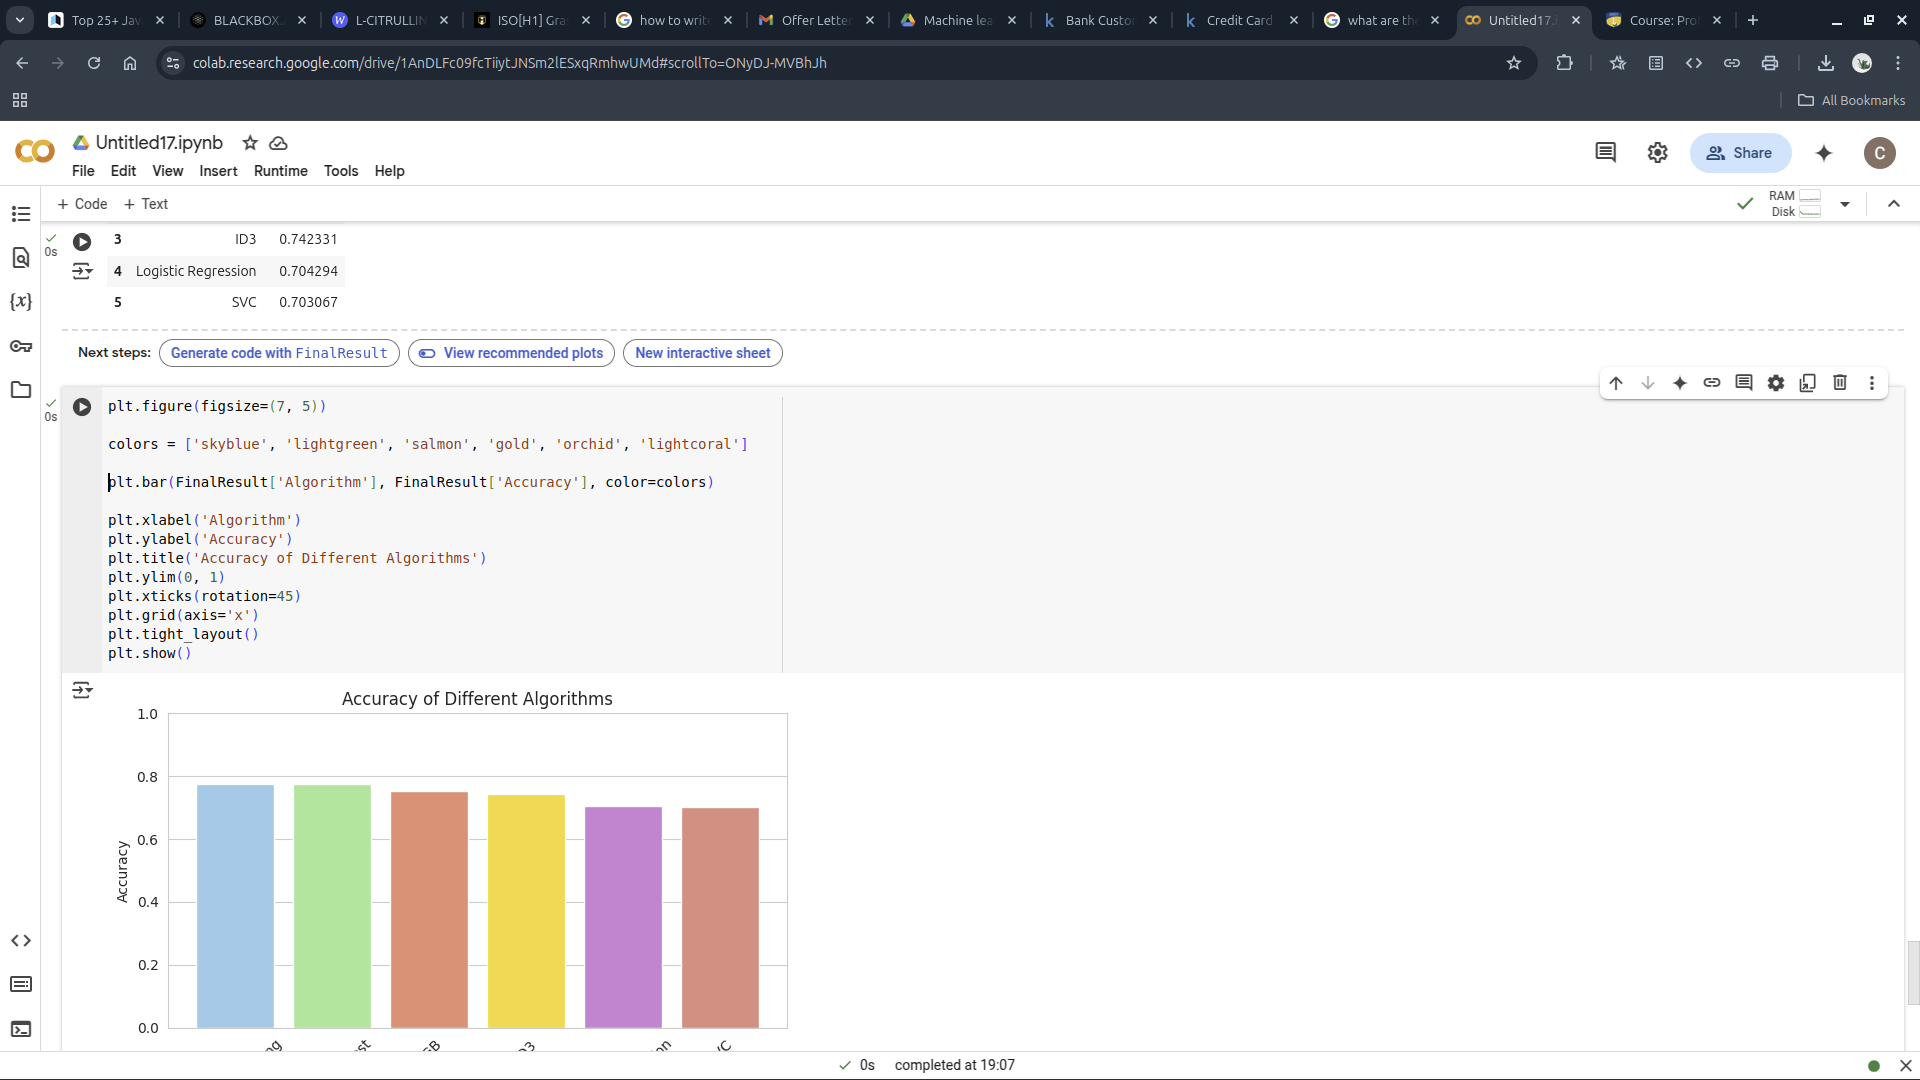 Top 25+ Jav
BLACKBOX.
L-CITRULLIN
ISO[H1] Gra
how to writ
Offer Letter
Machine lea
Bank Custo
Credit Card
what are th
Untitled17.i
Course: Pro
colab.research.google.com/drive/1AnDLFc09fcTiiytJNSm2lESxqRmhwUMd#scrollTo=ONyDJ-MVBhJh
All Bookmarks
Untitled17.ipynb
File Edit View Insert Runtime Tools Help
Share
C
+ Code + Text
RAM
Disk
0s
3 ID3 0.742331
4 Logistic Regression 0.704294
5 SVC 0.703067
Next steps: Generate code with FinalResult View recommended plots New interactive sheet
0s
plt.figure(figsize=(7, 5))
colors = ['skyblue', 'lightgreen', 'salmon', 'gold', 'orchid', 'lightcoral']
plt.bar(FinalResult['Algorithm'], FinalResult['Accuracy'], color=colors)
plt.xlabel('Algorithm')
plt.ylabel('Accuracy')
plt.title('Accuracy of Different Algorithms')
plt.ylim(0, 1)
plt.xticks(rotation=45)
plt.grid(axis='x')
plt.tight_layout()
plt.show()
Accuracy of Different Algorithms
1.0
0.8
0.6
0.4
0.2
0.0
Accuracy
0s completed at 19:07